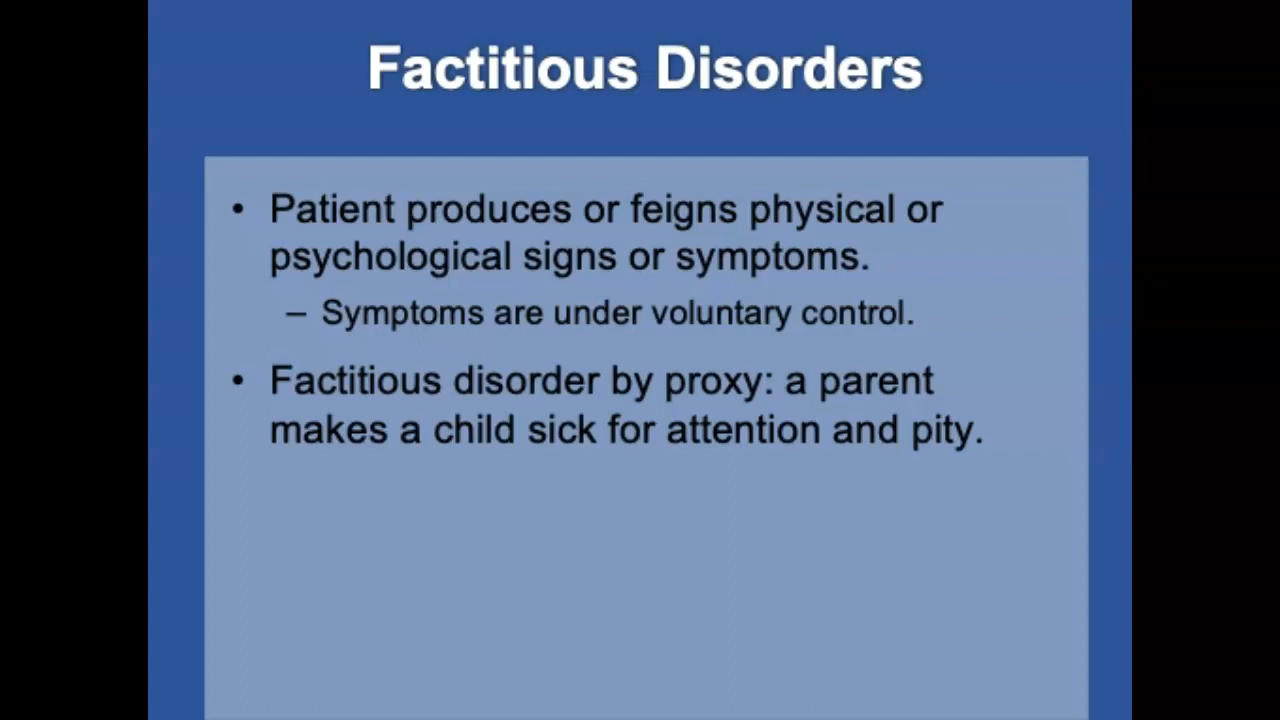 Factitious Disorders
• Patient produces or feigns physical or
psychological signs or symptoms.
– Symptoms are under voluntary control.
• Factitious disorder by proxy: a parent
makes a child sick for attention and pity.